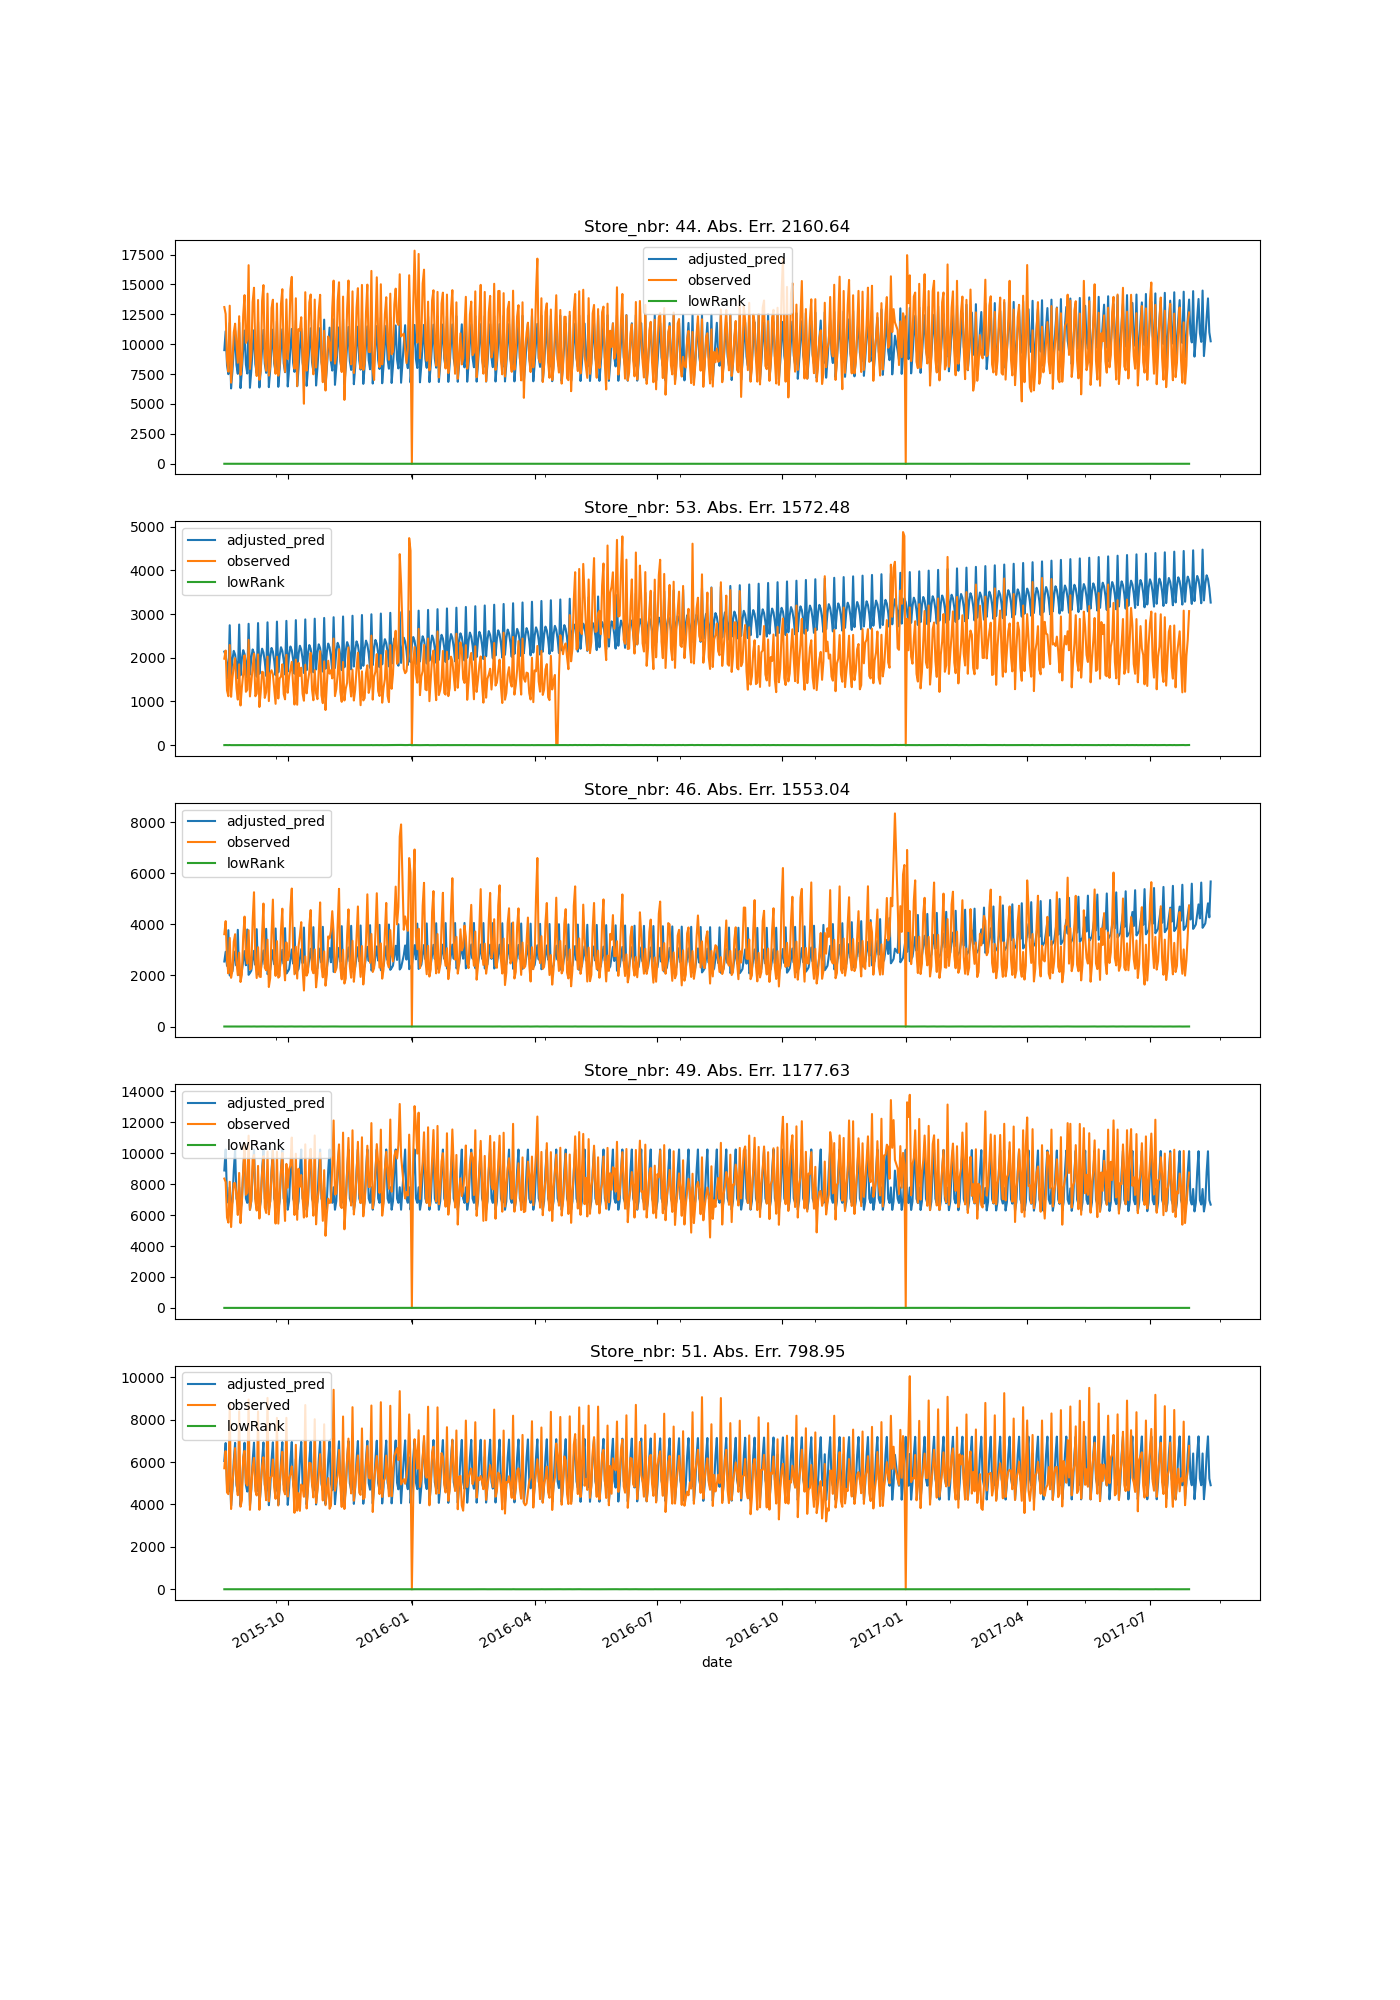 Store_nbr: 44. Abs. Err. 2160.64
adjusted_pred
observed
lowRank
17500
15000
12500
10000
7500
5000
2500
0
Store_nbr: 53. Abs. Err. 1572.48
adjusted_pred
observed
lowRank
5000
4000
3000
2000
1000
0
Store_nbr: 46. Abs. Err. 1553.04
adjusted_pred
observed
lowRank
8000
6000
4000
2000
0
Store_nbr: 49. Abs. Err. 1177.63
adjusted_pred
observed
lowRank
14000
12000
10000
8000
6000
4000
2000
0
Store_nbr: 51. Abs. Err. 798.95
adjusted_pred
observed
lowRank
10000
8000
6000
4000
2000
0
2015-10
2016-01
2016-04
2016-07
2016-10
2017-01
2017-04
2017-07
date